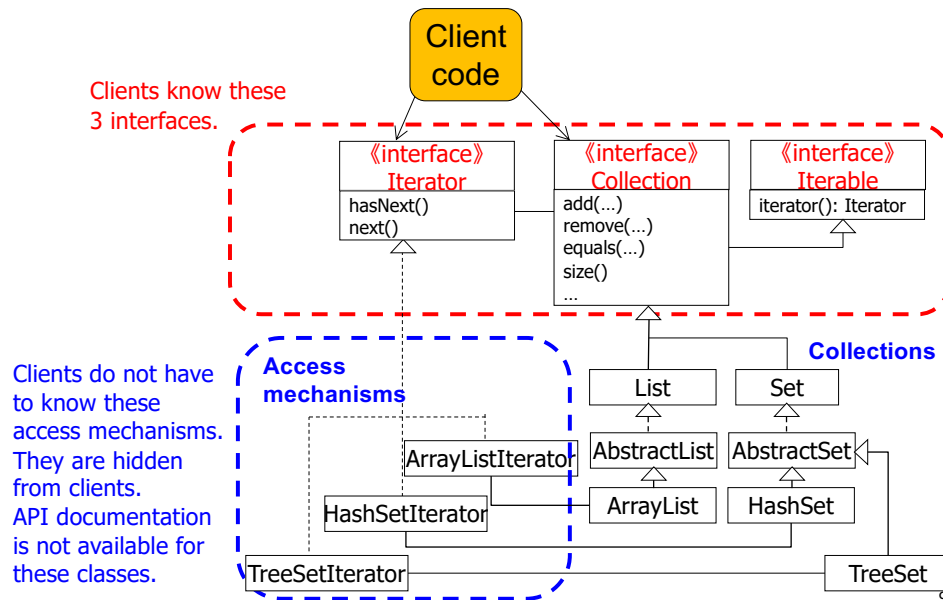 Client
code
Clients know these
3 interfaces.
《interface》
Iterator
hasNext()
next()
《interface》
Collection
add(…)
remove(…)
equals(…)
size()
…
《interface》
Iterable
iterator(): Iterator
Clients do not have
to know these
access mechanisms.
They are hidden
from clients.
API documentation
is not available for
these classes.
Access
mechanisms
Collections
List
Set
AbstractList
AbstractSet
ArrayListIterator
ArrayList
HashSet
HashSetIterator
TreeSetIterator
TreeSet